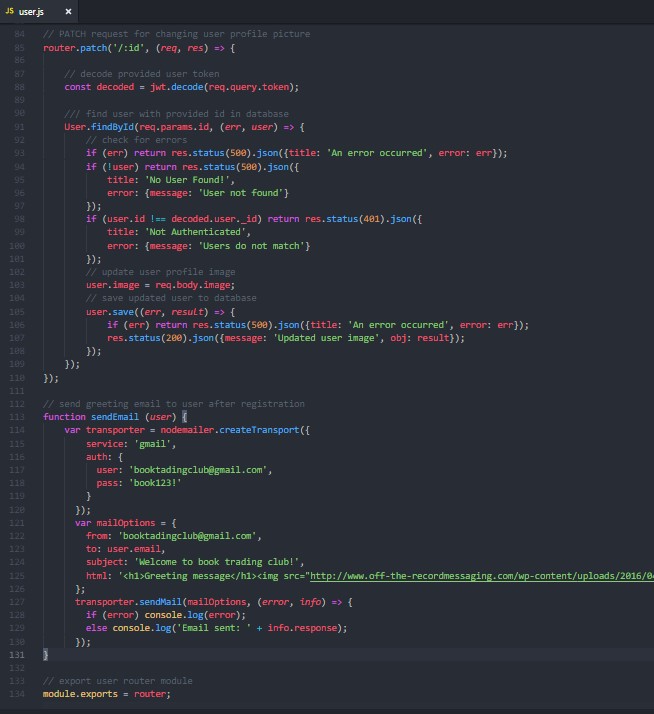 JS user.js ×
84 // PATCH request for changing user profile picture
85 router.patch('/:id', (req, res) => {
86
87 // decode provided user token
88 const decoded = jwt.decode(req.query.token);
89
90 /// find user with provided id in database
91 User.findById(req.params.id, (err, user) => {
92 // check for errors
93 if (err) return res.status(500).json({title: 'An error occurred', error: err});
94 if (!user) return res.status(500).json({
95 title: 'No User Found!',
96 error: {message: 'User not found'}
97 });
98 if (user.id !== decoded.user._id) return res.status(401).json({
99 title: 'Not Authenticated',
100 error: {message: 'Users do not match'}
101 });
102 // update user profile image
103 user.image = req.body.image;
104 // save updated user to database
105 user.save((err, result) => {
106 if (err) return res.status(500).json({title: 'An error occurred', error: err});
107 res.status(200).json({message: 'Updated user image', obj: result});
108 });
109 });
110 });
111
112 // send greeting email to user after registration
113 function sendEmail (user) {
114 var transporter = nodemailer.createTransport({
115 service: 'gmail',
116 auth: {
117 user: 'booktadingclub@gmail.com',
118 pass: 'book123!'
119 }
120 });
121 var mailOptions = {
122 from: 'booktadingclub@gmail.com',
123 to: user.email,
124 subject: 'Welcome to book trading club!',
125 html: '<h1>Greeting message</h1><img src="http://www.off-the-recordmessaging.com/wp-content/uploads/2016/04
126 };
127 transporter.sendMail(mailOptions, (error, info) => {
128 if (error) console.log(error);
129 else console.log('Email sent: ' + info.response);
130 });
131 }
132
133 // export user router module
134 module.exports = router;